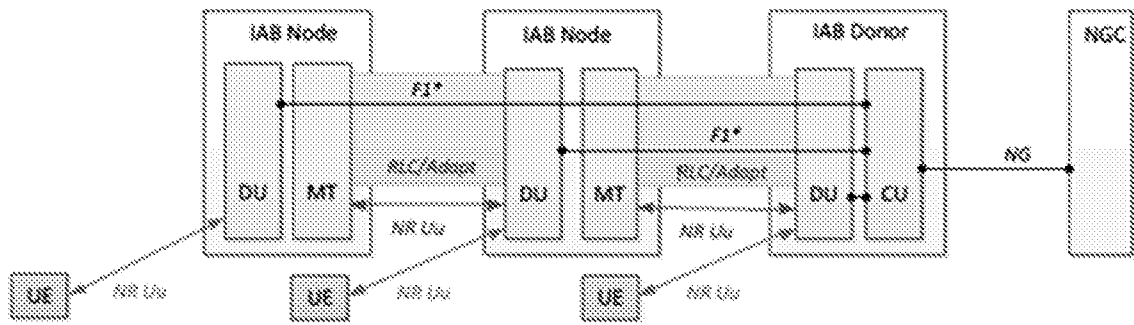 IAB Node
IAB Node
IAB Donor
NGC
F1*
F1*
NG
RLC/Adapt
RLC/Adapt
DU
MT
DU
MT
DU
CU
NR Uu
NR Uu
UE
NR Uu
UE
NR Uu
UE
NR Uu